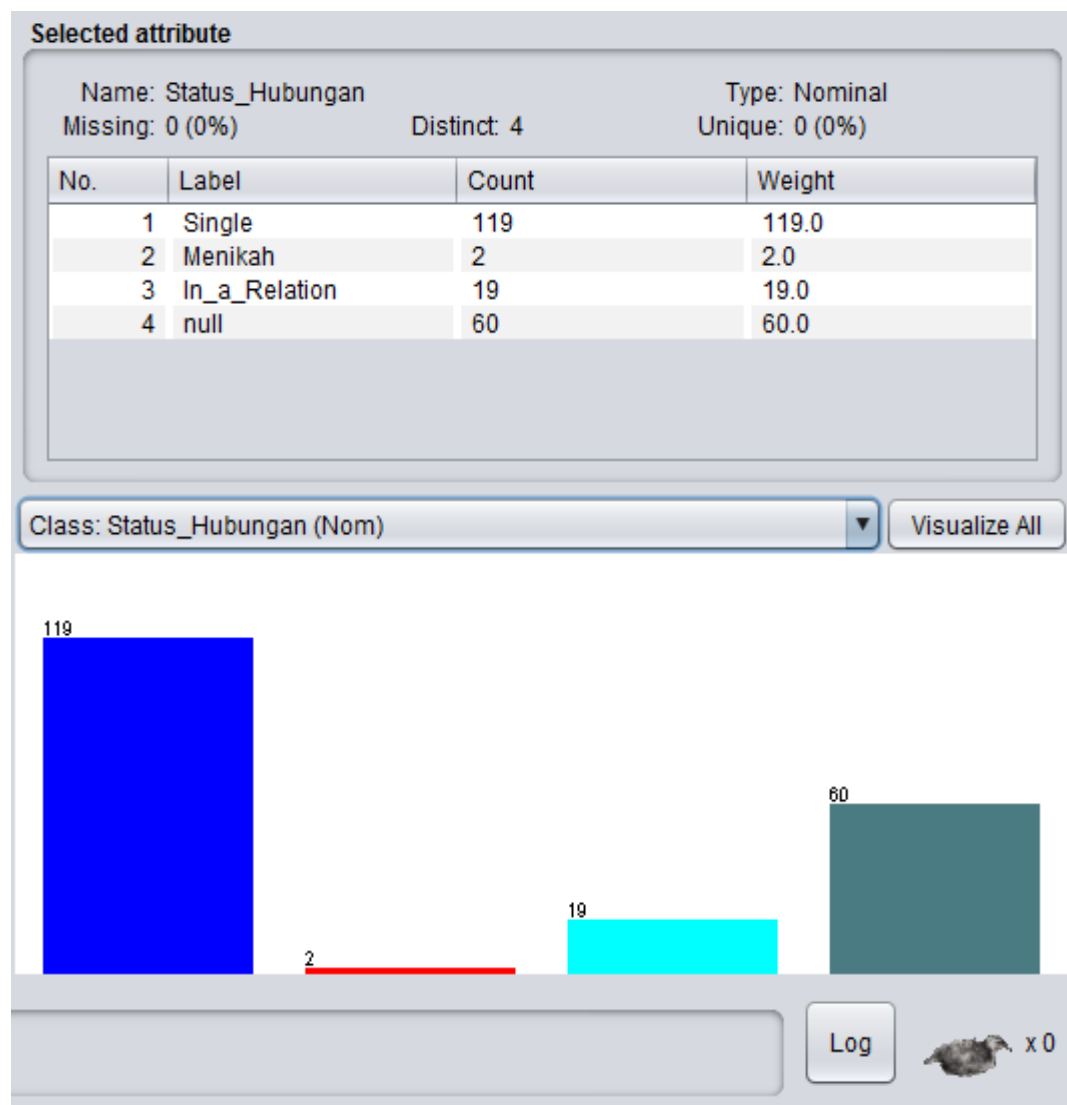 Selected attribute
Name: Status_Hubungan Type: Nominal
Missing: 0 (0%) Distinct: 4 Unique: 0 (0%)
No. Label Count Weight
1 Single 119 119.0
2 Menikah 2 2.0
3 In_a_Relation 19 19.0
4 null 60 60.0
Class: Status_Hubungan (Nom) Visualize All
119
60
19
2
Log x 0